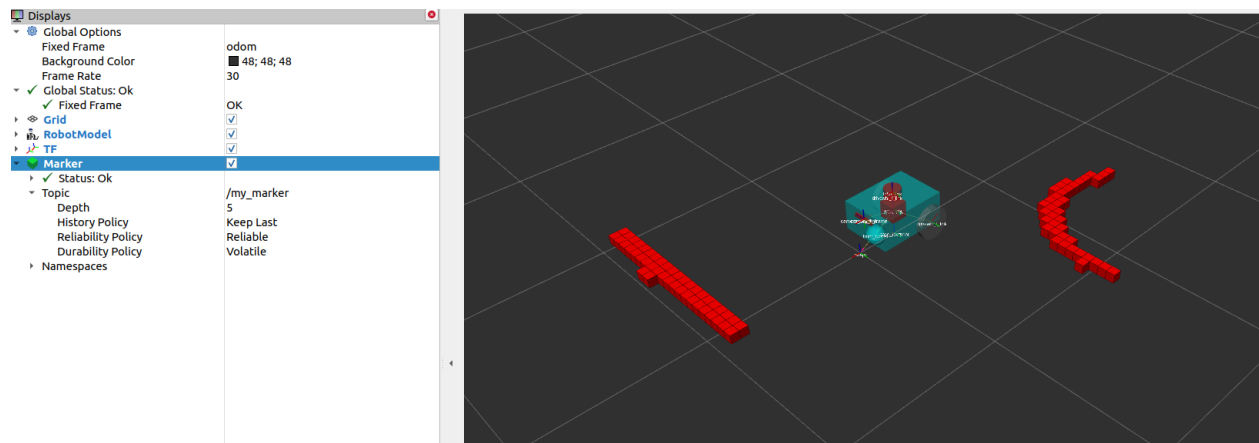 Displays
Global Options
Fixed Frame odom
Background Color 48; 48; 48
Frame Rate 30
Global Status: Ok
Fixed Frame OK
Grid
RobotModel
TF
Marker
Status: Ok
Topic /my_marker
Depth 5
History Policy Keep Last
Reliability Policy Reliable
Durability Policy Volatile
Namespaces